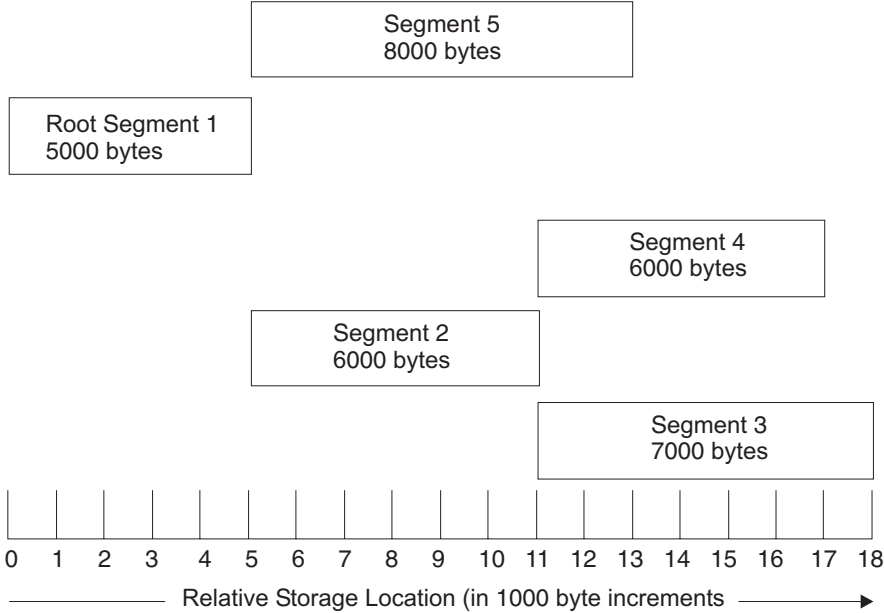 Segment 5
8000 bytes
Root Segment 1
5000 bytes
Segment 4
6000 bytes
Segment 2
6000 bytes
Segment 3
7000 bytes
0 1 2 3 4 5 6 7 8 9 10 11 12 13 14 15 16 17 18
Relative Storage Location (in 1000 byte increments